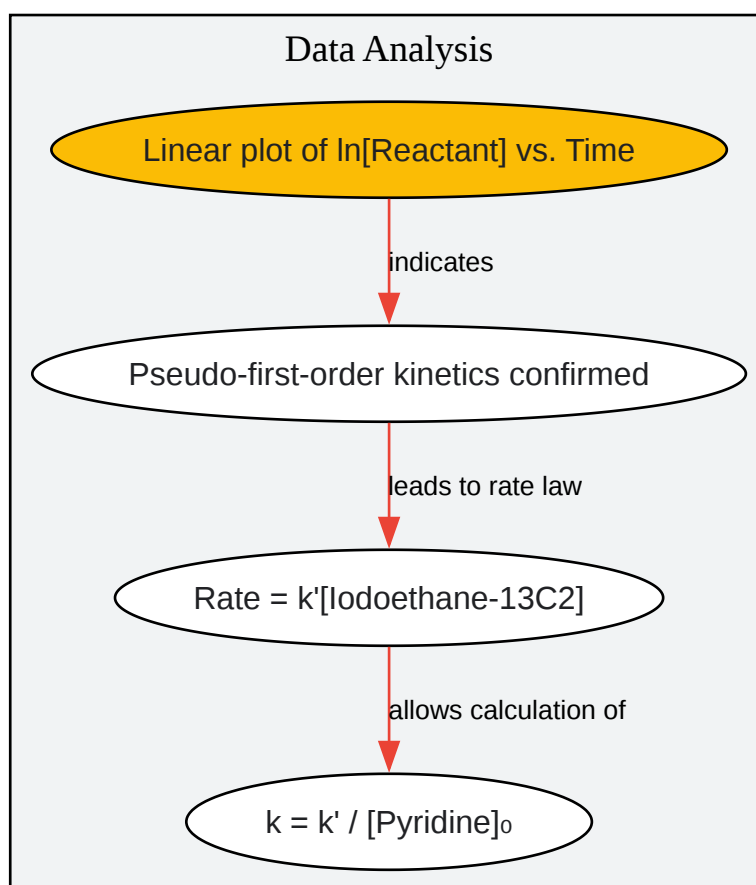 Data Analysis
Linear plot of ln[Reactant] vs. Time
indicates
Pseudo-first-order kinetics confirmed
leads to rate law
Rate = k'[Iodoethane-13C2]
allows calculation of
k = k' / [Pyridine]₀